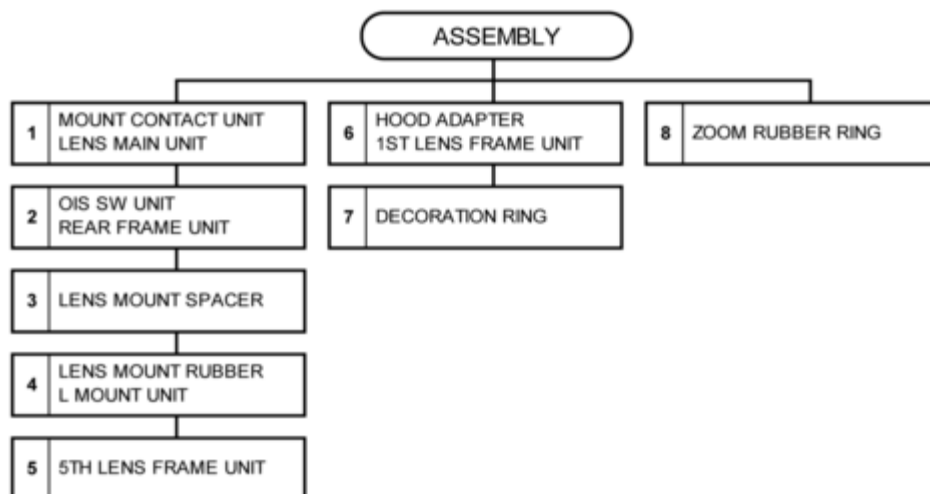 ASSEMBLY
1
MOUNT CONTACT UNIT
LENS MAIN UNIT
2
OIS SW UNIT
REAR FRAME UNIT
3
LENS MOUNT SPACER
4
LENS MOUNT RUBBER
L MOUNT UNIT
5
5TH LENS FRAME UNIT
6
HOOD ADAPTER
1ST LENS FRAME UNIT
7
DECORATION RING
8
ZOOM RUBBER RING